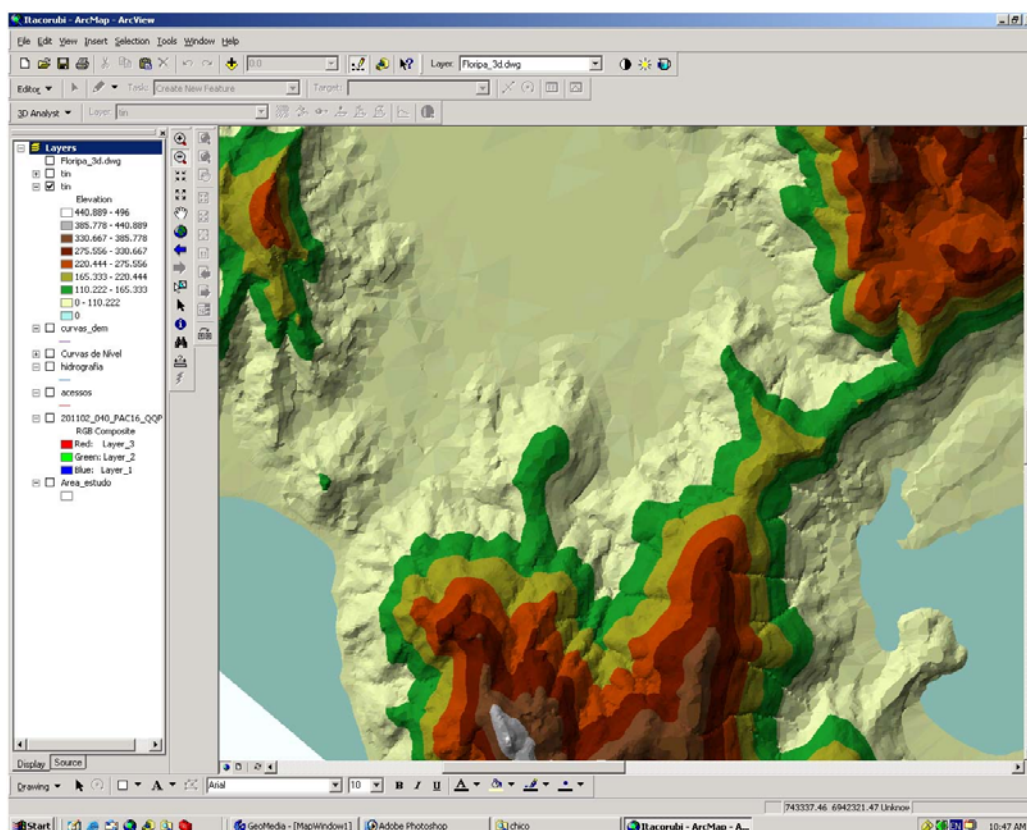 Itacorubi - ArcMap - ArcView
File Edit View Insert Selection Tools Window Help
0.0 Layer: Floripa_3d.dwg
Editor Task: Create New Feature Target:
3D Analyst Layer: tin
Layers
Floripa_3d.dwg
tin
tin
Elevation
440.889 - 496
385.778 - 440.889
330.667 - 385.778
275.556 - 330.667
220.444 - 275.556
165.333 - 220.444
110.222 - 165.333
0 - 110.222
0
curvas_dem
Curvas de Nível
hidrografia
acessos
201102_040_PAC16_QQP
RGB Composite
Red: Layer_3
Green: Layer_2
Blue: Layer_1
Area_estudo
Display Source
Drawing A Arial 10 B I U A
743337.46 6942321.47 Unknow
Start GeoMedia - [MapWindow1] Adobe Photoshop chico Itacorubi - ArcMap - A... EN 10:47 AM